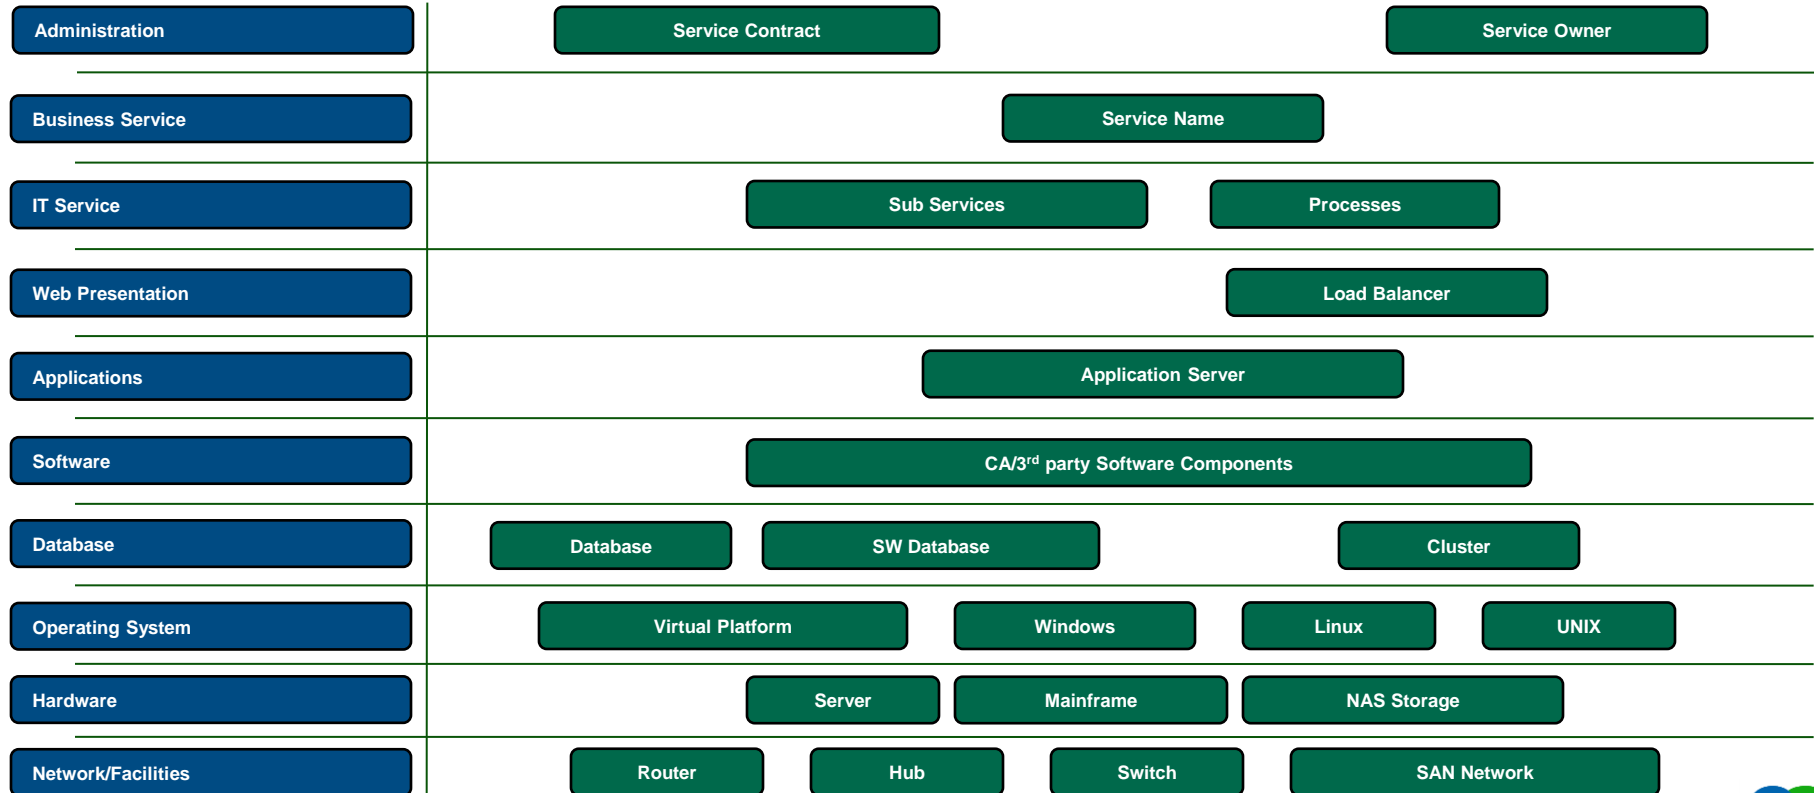 Administration
Service Contract
Service Owner
Business Service
Service Name
IT Service
Sub Services
Processes
Web Presentation
Load Balancer
Applications
Application Server
Software
CA/3rd party Software Components
Database
Database
SW Database
Cluster
Operating System
Virtual Platform
Windows
Linux
UNIX
Hardware
Server
Mainframe
NAS Storage
Network/Facilities
Router
Hub
Switch
SAN Network